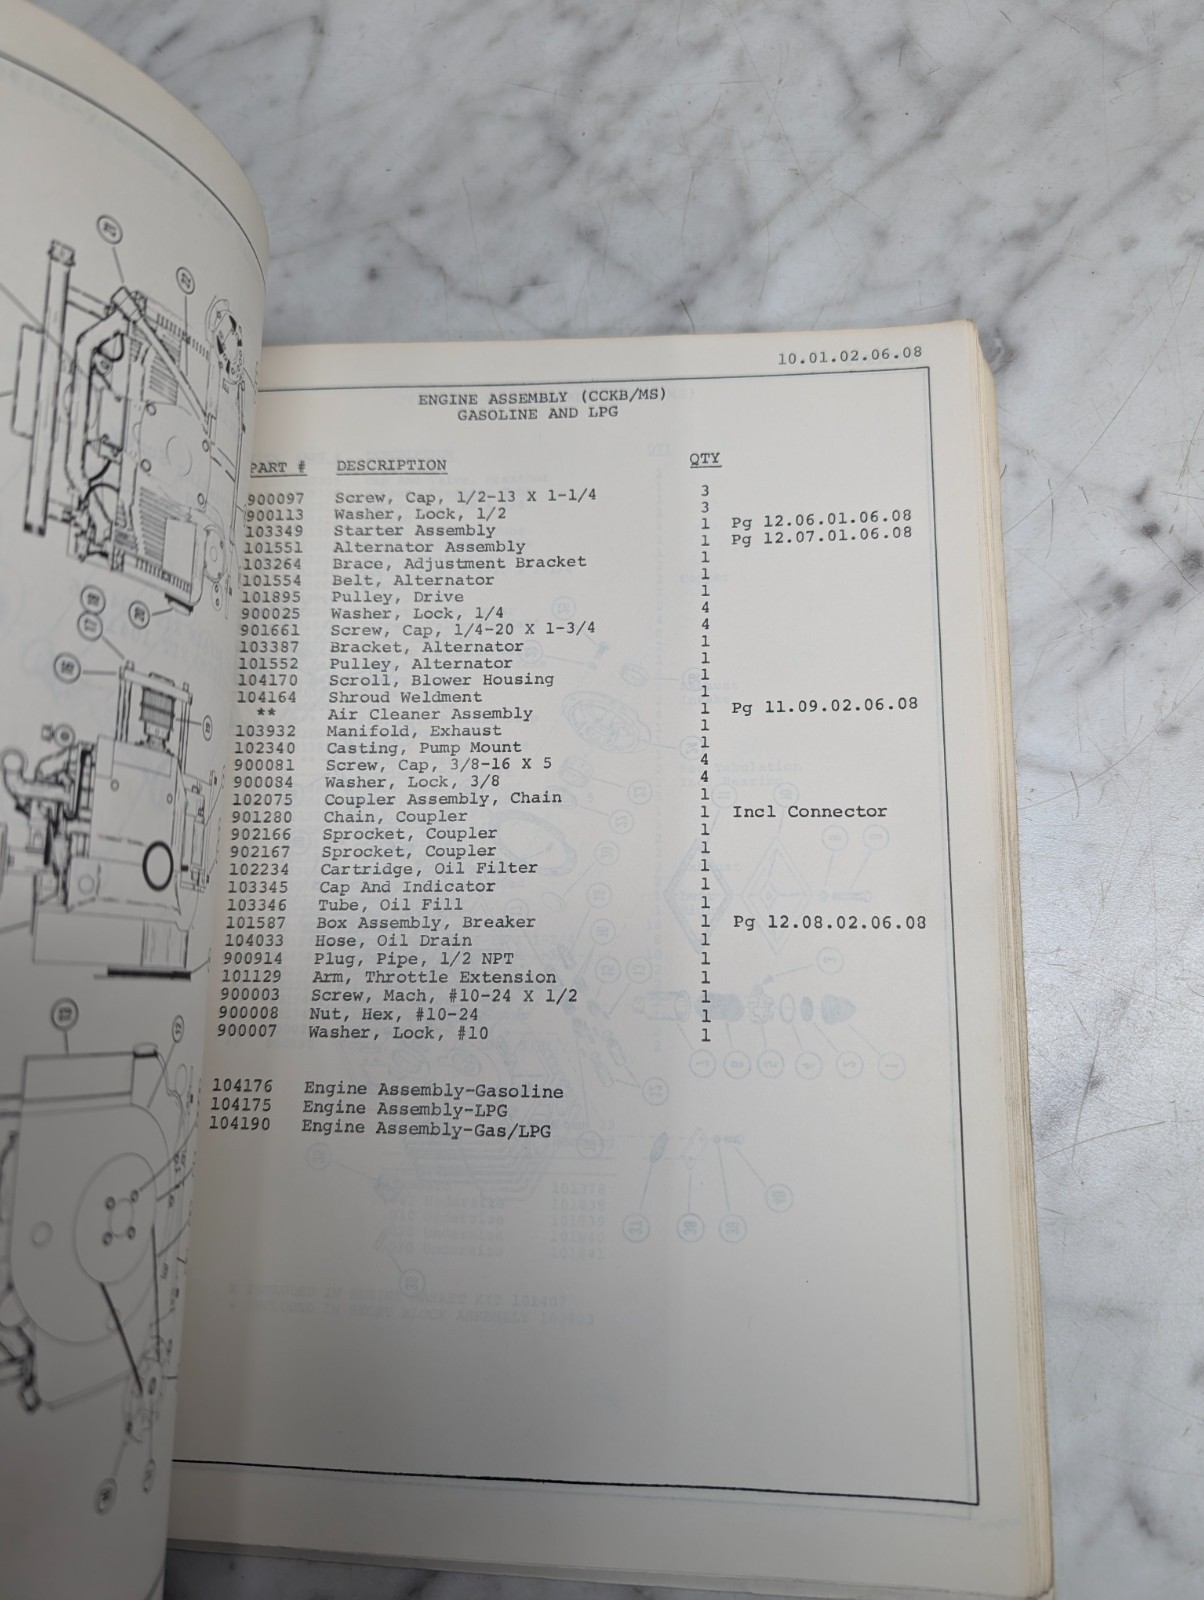 10.01.02.06.08
ENGINE ASSEMBLY (CCKB/MS)
GASOLINE AND LPG
PART # DESCRIPTION QTY
900097 Screw, Cap, 1/2-13 X 1-1/4 3
900113 Washer, Lock, 1/2 3
103349 Starter Assembly 1 Pg 12.06.01.06.08
101551 Alternator Assembly 1 Pg 12.07.01.06.08
103264 Brace, Adjustment Bracket 1
101554 Belt, Alternator 1
101895 Pulley, Drive 1
900025 Washer, Lock, 1/4 4
901661 Screw, Cap, 1/4-20 X 1-3/4 4
103387 Bracket, Alternator 1
101552 Pulley, Alternator 1
104170 Scroll, Blower Housing 1
104164 Shroud Weldment 1
** Air Cleaner Assembly 1 Pg 11.09.02.06.08
103932 Manifold, Exhaust 1
102340 Casting, Pump Mount 1
900081 Screw, Cap, 3/8-16 X 5 4
900084 Washer, Lock, 3/8 4
102075 Coupler Assembly, Chain 1
901280 Chain, Coupler 1 Incl Connector
902166 Sprocket, Coupler 1
902167 Sprocket, Coupler 1
102234 Cartridge, Oil Filter 1
103345 Cap And Indicator 1
103346 Tube, Oil Fill 1
101587 Box Assembly, Breaker 1 Pg 12.08.02.06.08
104033 Hose, Oil Drain 1
900914 Plug, Pipe, 1/2 NPT 1
101129 Arm, Throttle Extension 1
900003 Screw, Mach, #10-24 X 1/2 1
900008 Nut, Hex, #10-24 1
900007 Washer, Lock, #10 1
104176 Engine Assembly-Gasoline
104175 Engine Assembly-LPG
104190 Engine Assembly-Gas/LPG